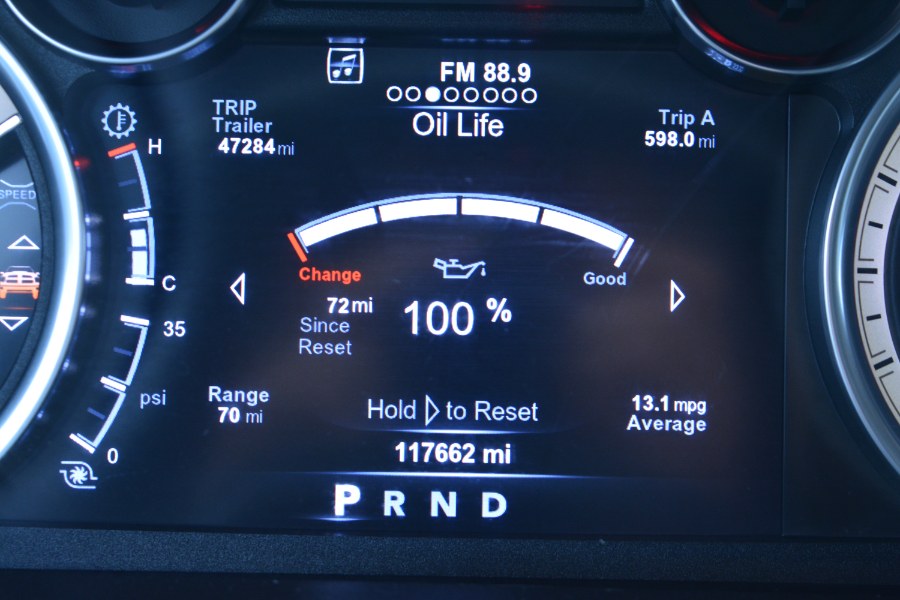 FM 88.9
TRIP
Trailer
47284 mi
Oil Life
Trip A
598.0 mi
H
SPEED
C
Change
Good
72 mi
Since
Reset
100 %
35
psi
0
Range
70 mi
Hold ▷ to Reset
13.1 mpg
Average
117662 mi
P R N D